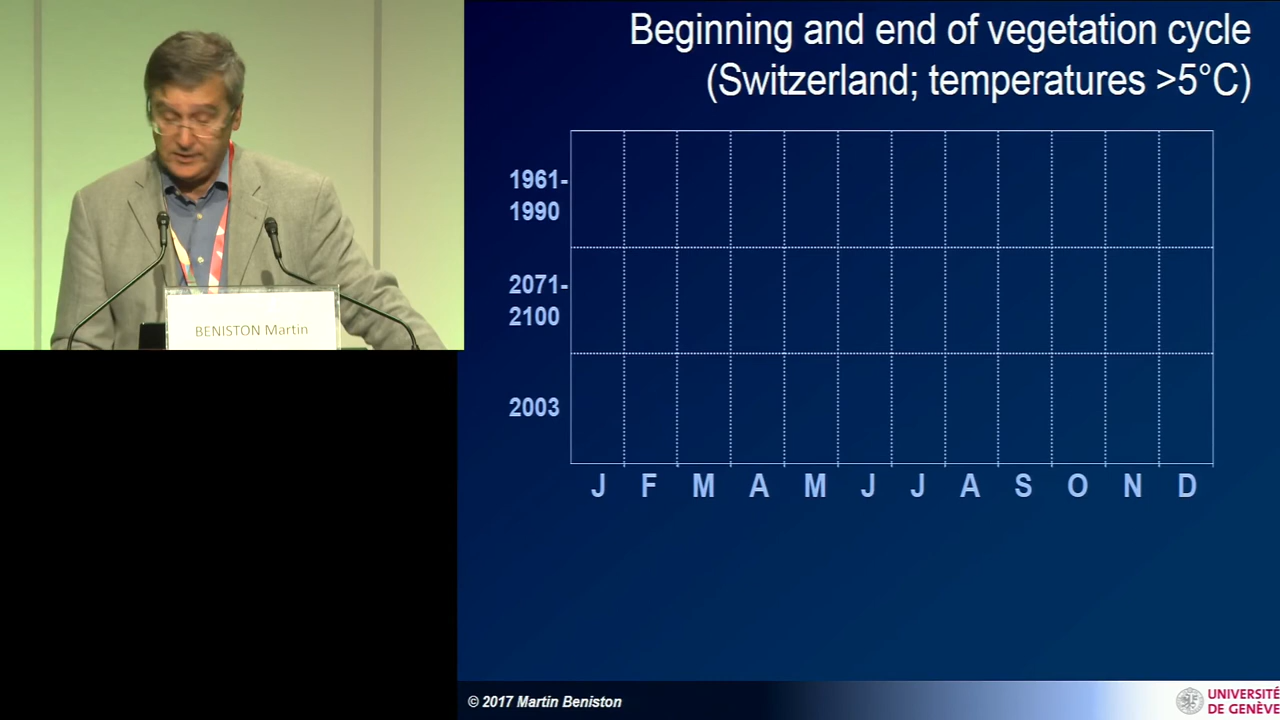 Beginning and end of vegetation cycle
(Switzerland; temperatures >5°C)
1961-
1990
2071-
2100
2003
J F M A M J J A S O N D
BENISTON Martin
© 2017 Martin Beniston
UNIVERSITÉ
DE GENÈVE